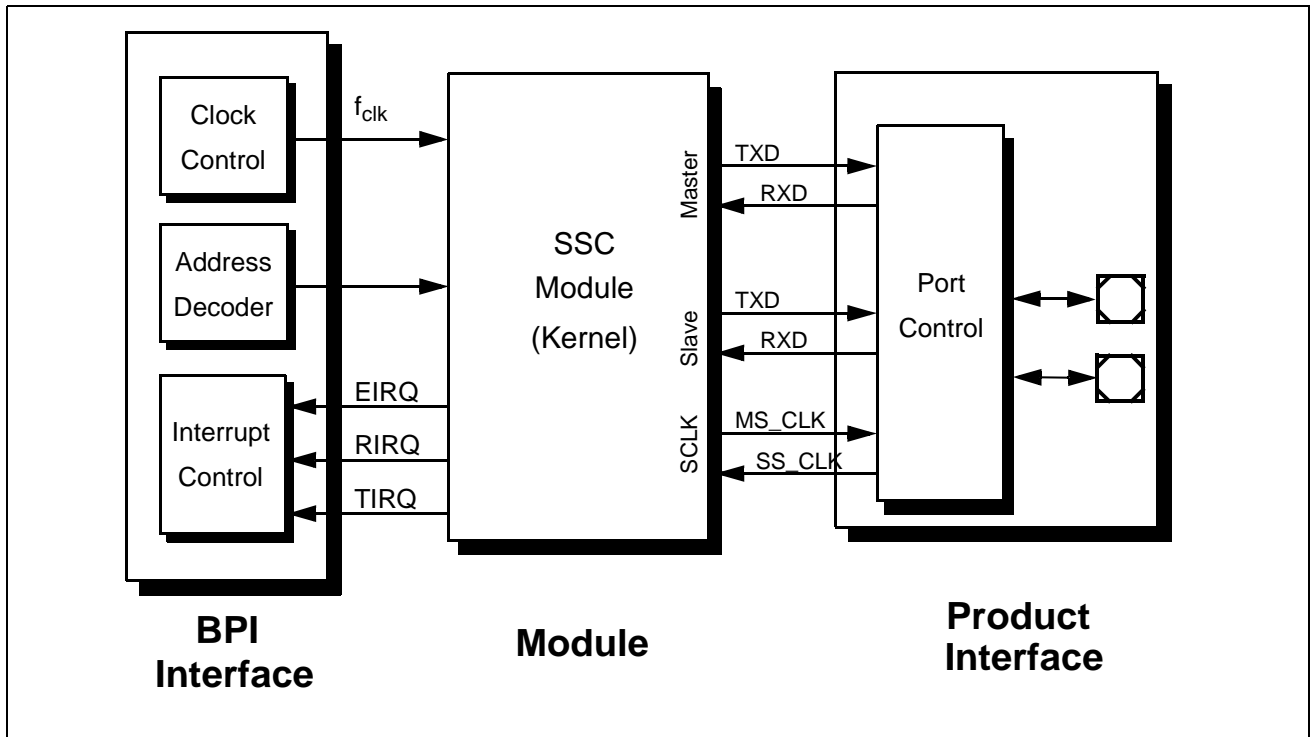 Clock
Control
f_clk
Address
Decoder
Interrupt
Control
EIRQ
RIRQ
TIRQ
BPI
Interface
SSC
Module
(Kernel)
Master
Slave
SCLK
Module
TXD
RXD
TXD
RXD
MS_CLK
SS_CLK
Port
Control
Product
Interface